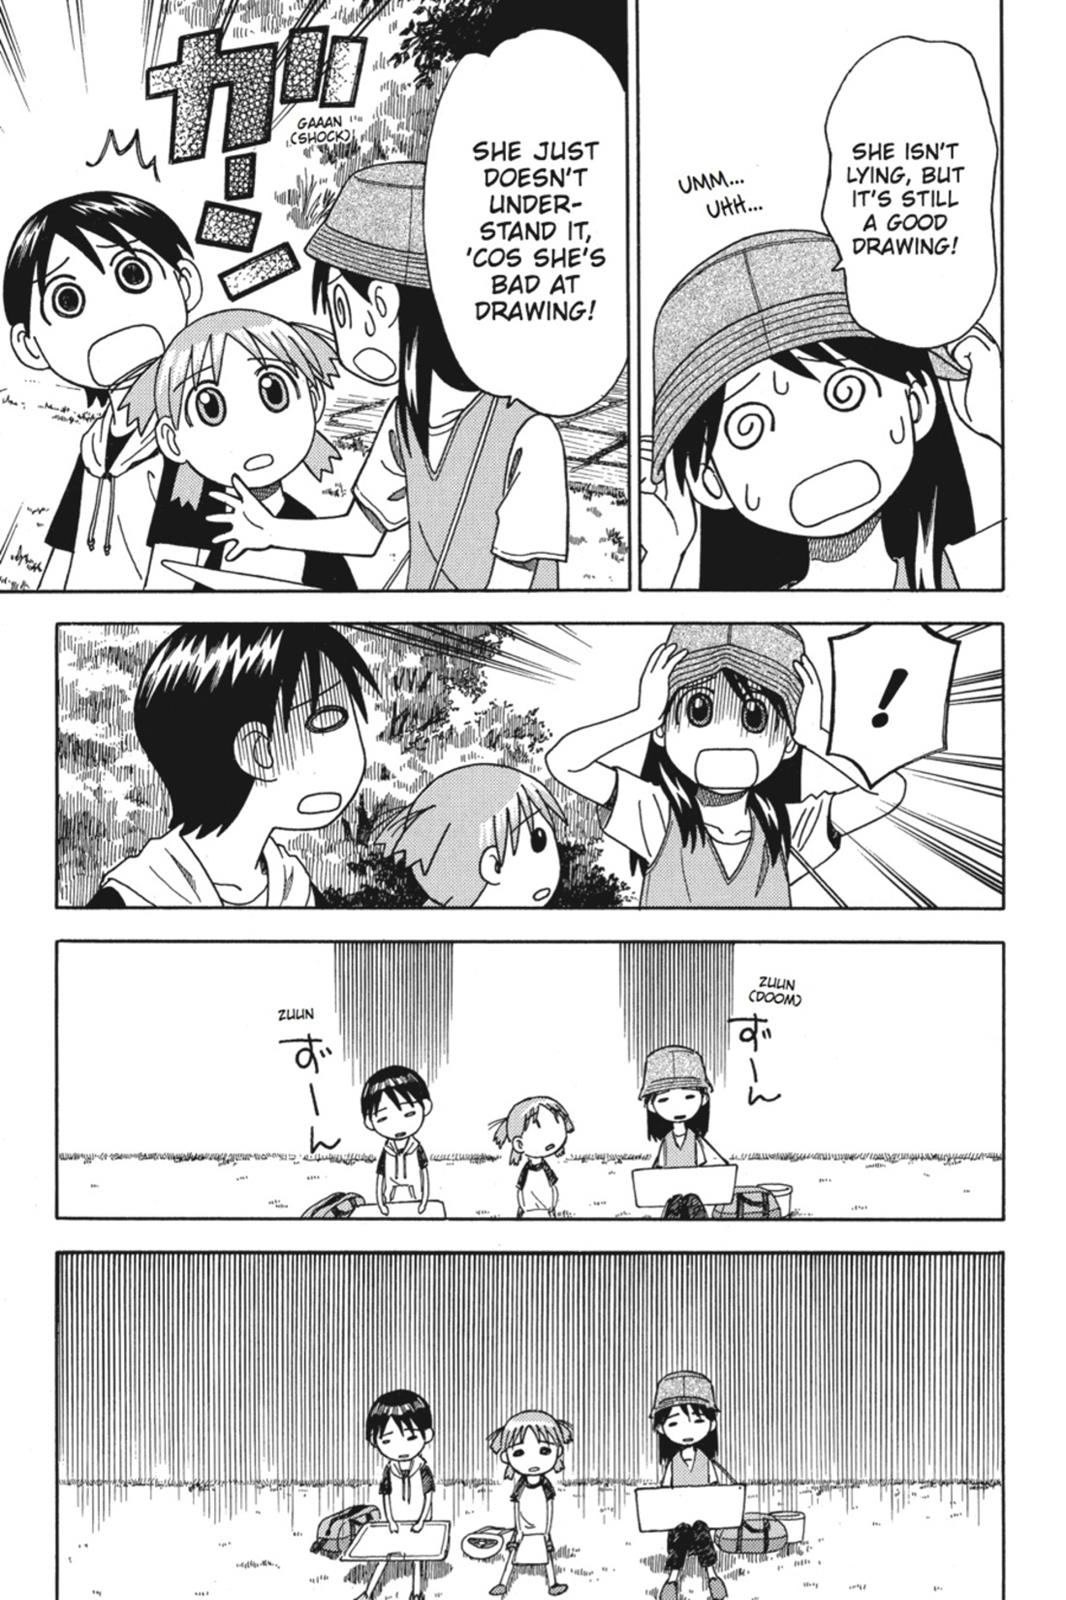 SHE ISN'T
LYING, BUT
IT'S STILL
A GOOD
DRAWING!
UMM...
UHH...
SHE JUST
DOESN'T
UNDER-
STAND IT,
'COS SHE'S
BAD AT
DRAWING!
ガーン
GAAAN
(SHOCK)
!
ZUUN
(DOOM)
ずーん
ZUUN
ずーん